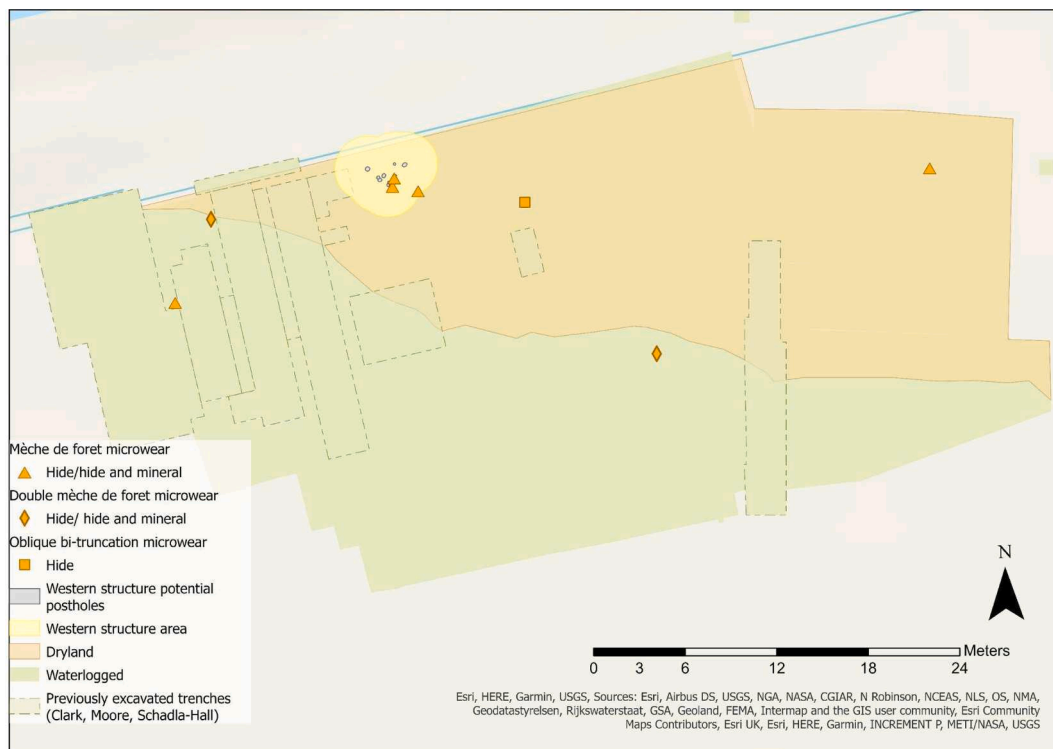 Mèche de foret microwear
Hide/hide and mineral
Double mèche de foret microwear
Hide/ hide and mineral
Oblique bi-truncation microwear
Hide
Western structure potential
postholes
Western structure area
Dryland
Waterlogged
Previously excavated trenches
(Clark, Moore, Schadla-Hall)
N
Meters
0 3 6 12 18 24
Esri, HERE, Garmin, USGS, Sources: Esri, Airbus DS, USGS, NGA, NASA, CGIAR, N Robinson, NCEAS, NLS, OS, NMA,
Geodatastyrelsen, Rijkswaterstaat, GSA, Geoland, FEMA, Intermap and the GIS user community, Esri Community
Maps Contributors, Esri UK, Esri, HERE, Garmin, INCREMENT P, METI/NASA, USGS